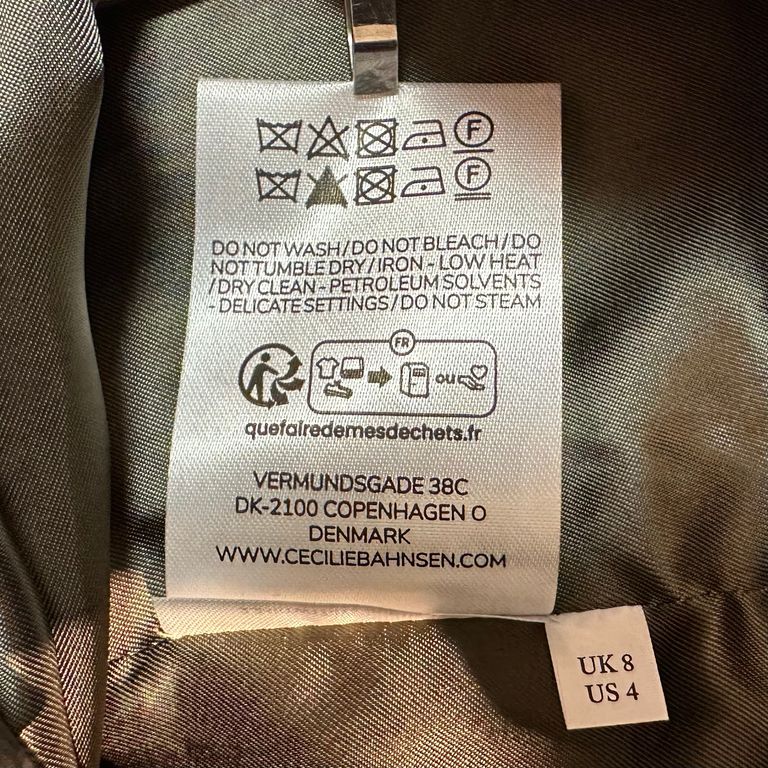 F
F
DO NOT WASH/DO NOT BLEACH/DO
NOT TUMBLE DRY/IRON - LOW HEAT
/DRY CLEAN - PETROLEUM SOLVENTS
- DELICATE SETTINGS/DO NOT STEAM
FR
ou
quefairedemesdechets.fr
VERMUNDSGADE 38C
DK-2100 COPENHAGEN O
DENMARK
WWW.CECILIEBAHNSEN.COM
UK 8
US 4